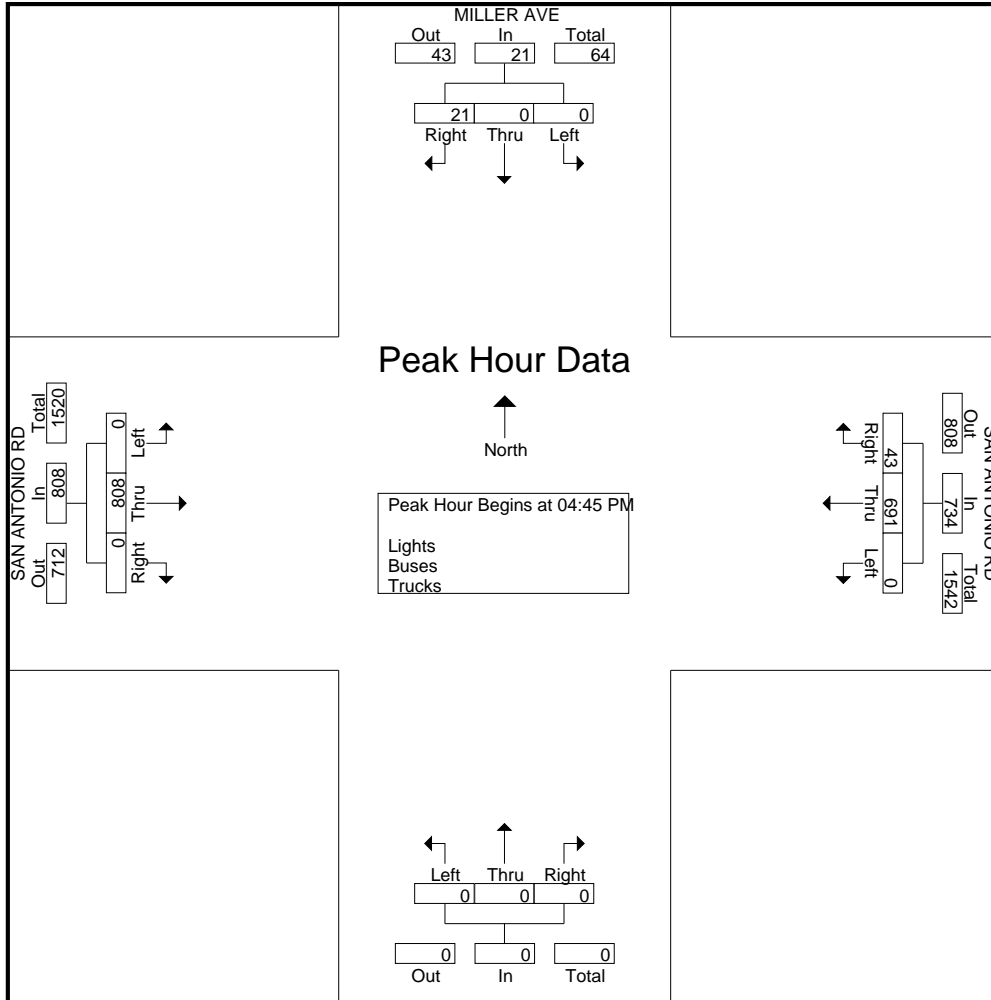 MILLER AVE
Out In Total
43 21 64
21 0 0
Right Thru Left
Peak Hour Data
North
Peak Hour Begins at 04:45 PM
Lights
Buses
Trucks
SAN ANTONIO RD
Out In Total
712 808 1520
0 808 0
Left Thru Right
SAN ANTONIO RD
Out In Total
808 734 1542
43 691 0
Right Thru Left
Left Thru Right
0 0 0
0 0 0
Out In Total